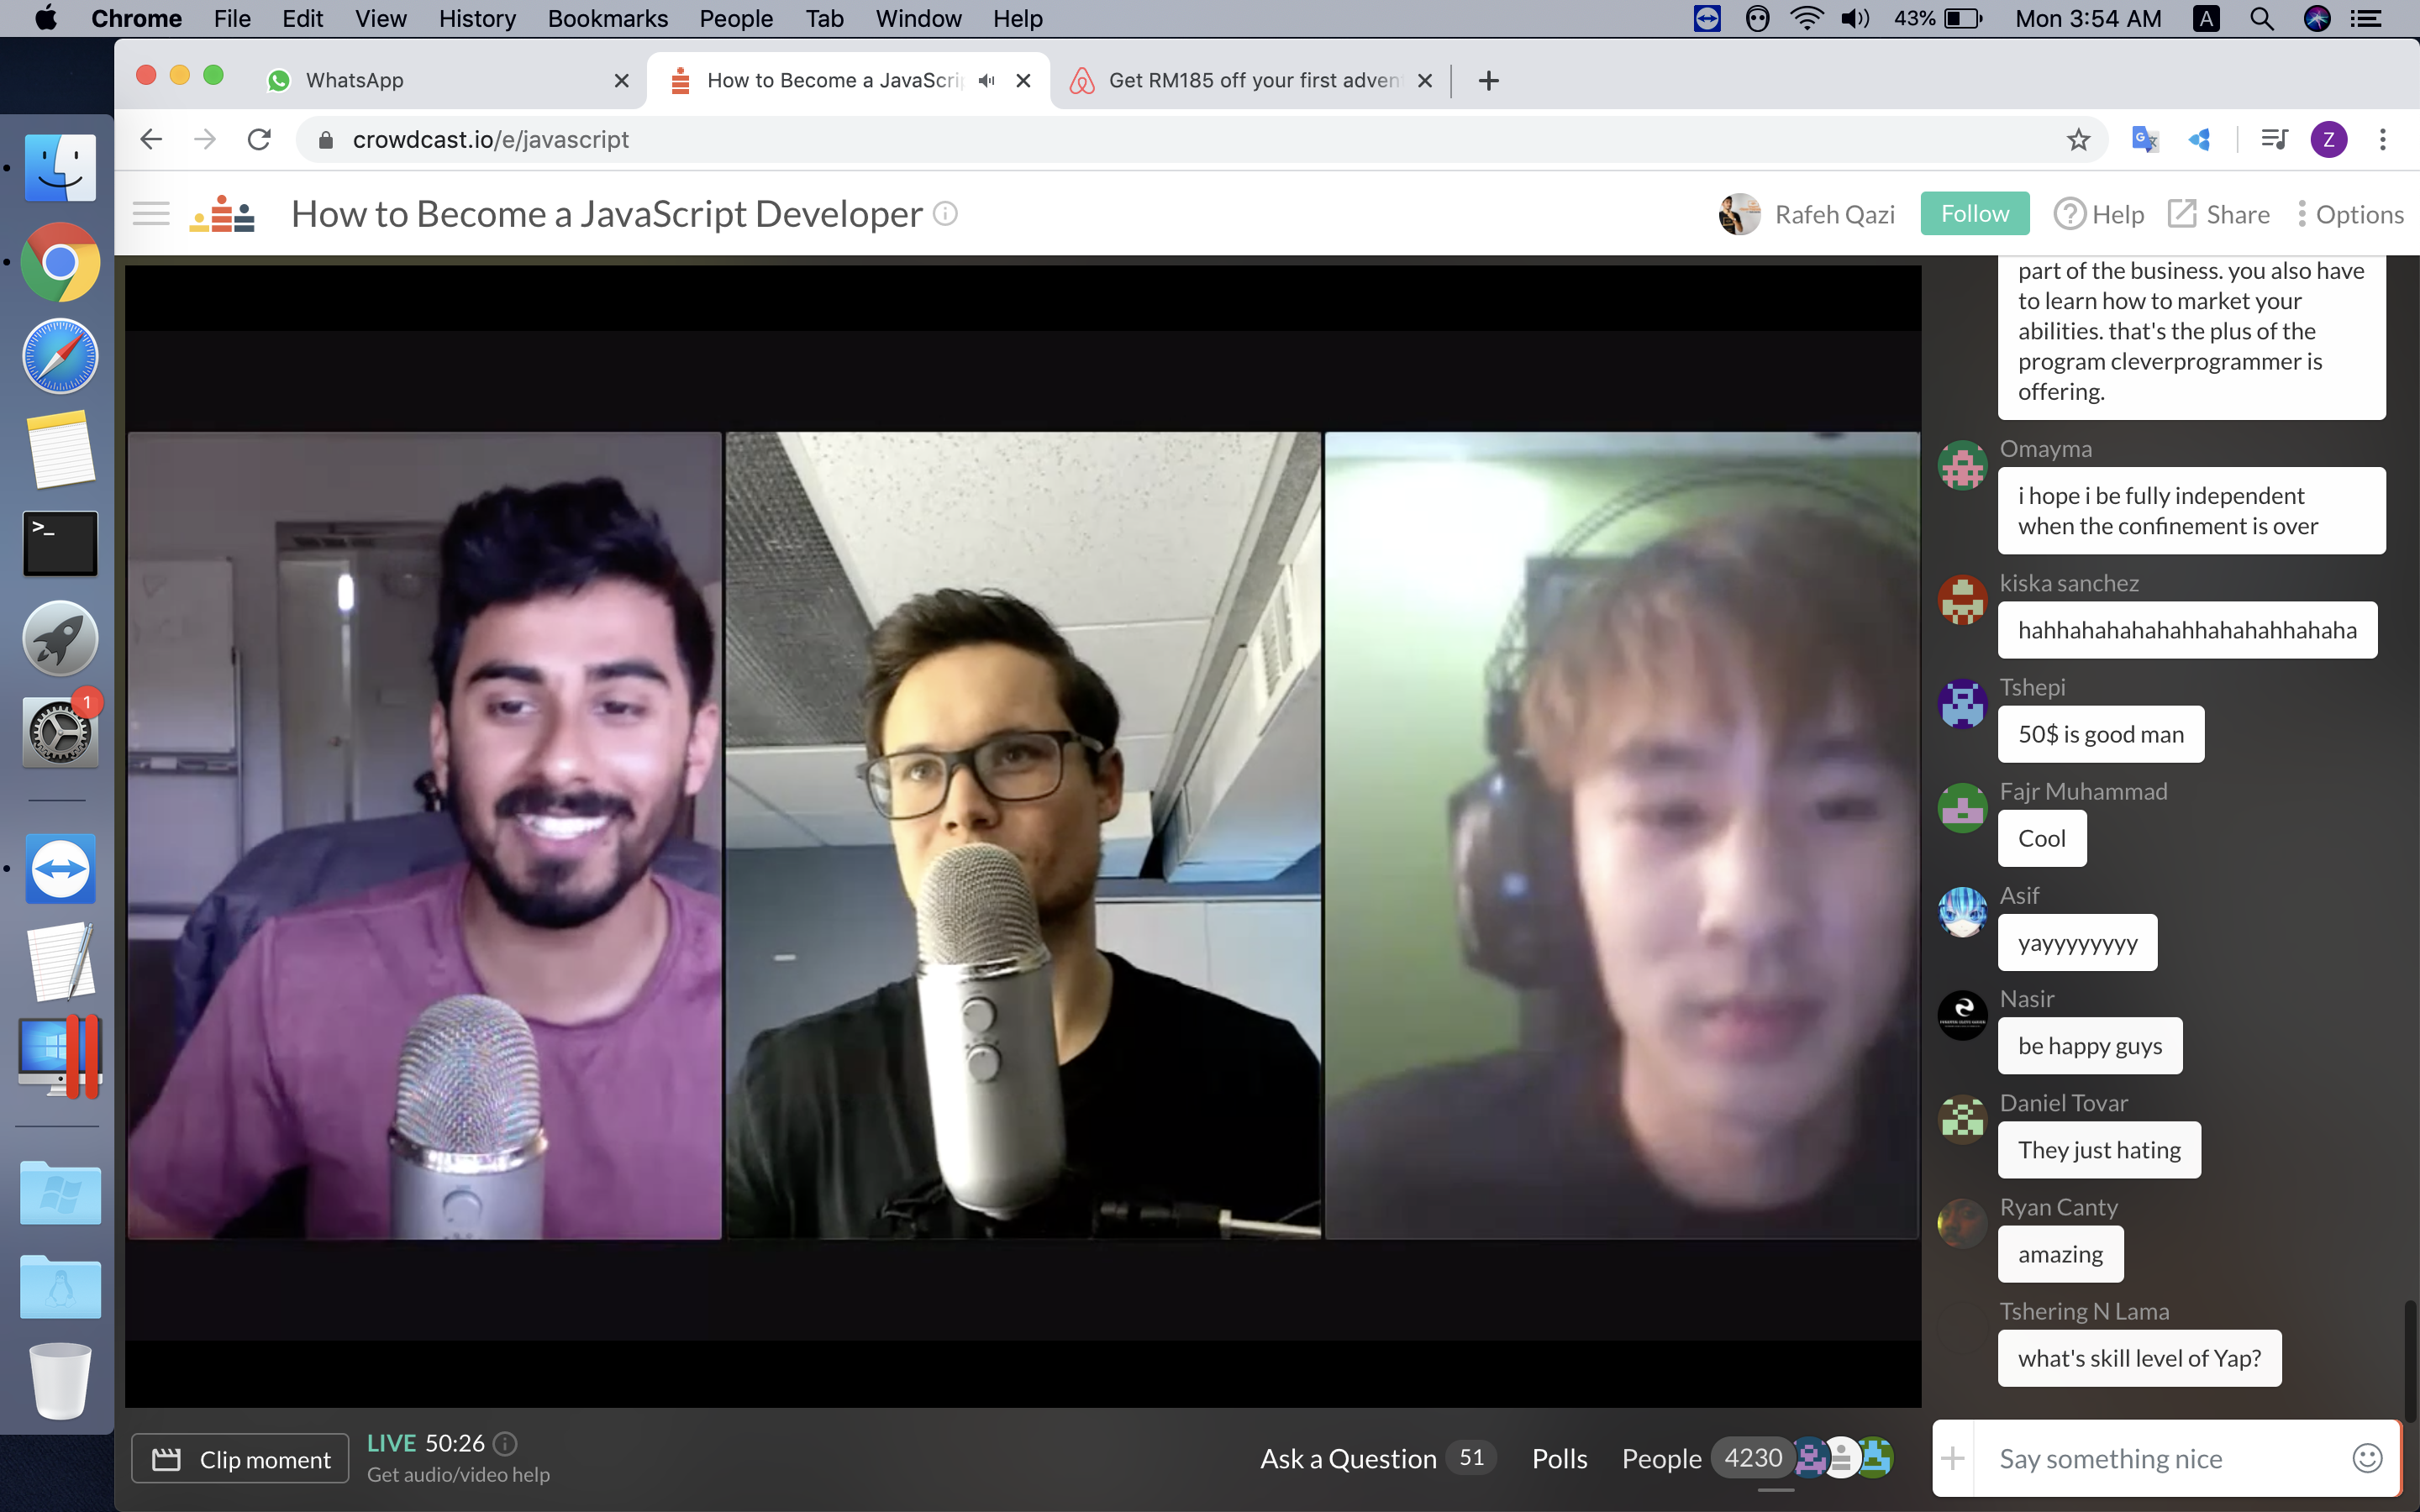 Chrome File Edit View History Bookmarks People Tab Window Help 43% Mon 3:54 AM A
WhatsApp How to Become a JavaScri Get RM185 off your first adven
crowdcast.io/e/javascript Z
How to Become a JavaScript Developer Rafeh Qazi Follow Help Share Options
part of the business. you also have
to learn how to market your
abilities. that's the plus of the
program cleverprogrammer is
offering.
Omayma
i hope i be fully independent
when the confinement is over
kiska sanchez
hahhahahahahahhahahahhahaha
Tshepi
50$ is good man
>_
1
Fajr Muhammad
Cool
Asif
yayyyyyyyy
Nasir
be happy guys
Daniel Tovar
They just hating
Ryan Canty
amazing
Tshering N Lama
what's skill level of Yap?
Clip moment LIVE 50:26
Get audio/video help
Ask a Question 51 Polls People 4230
Say something nice